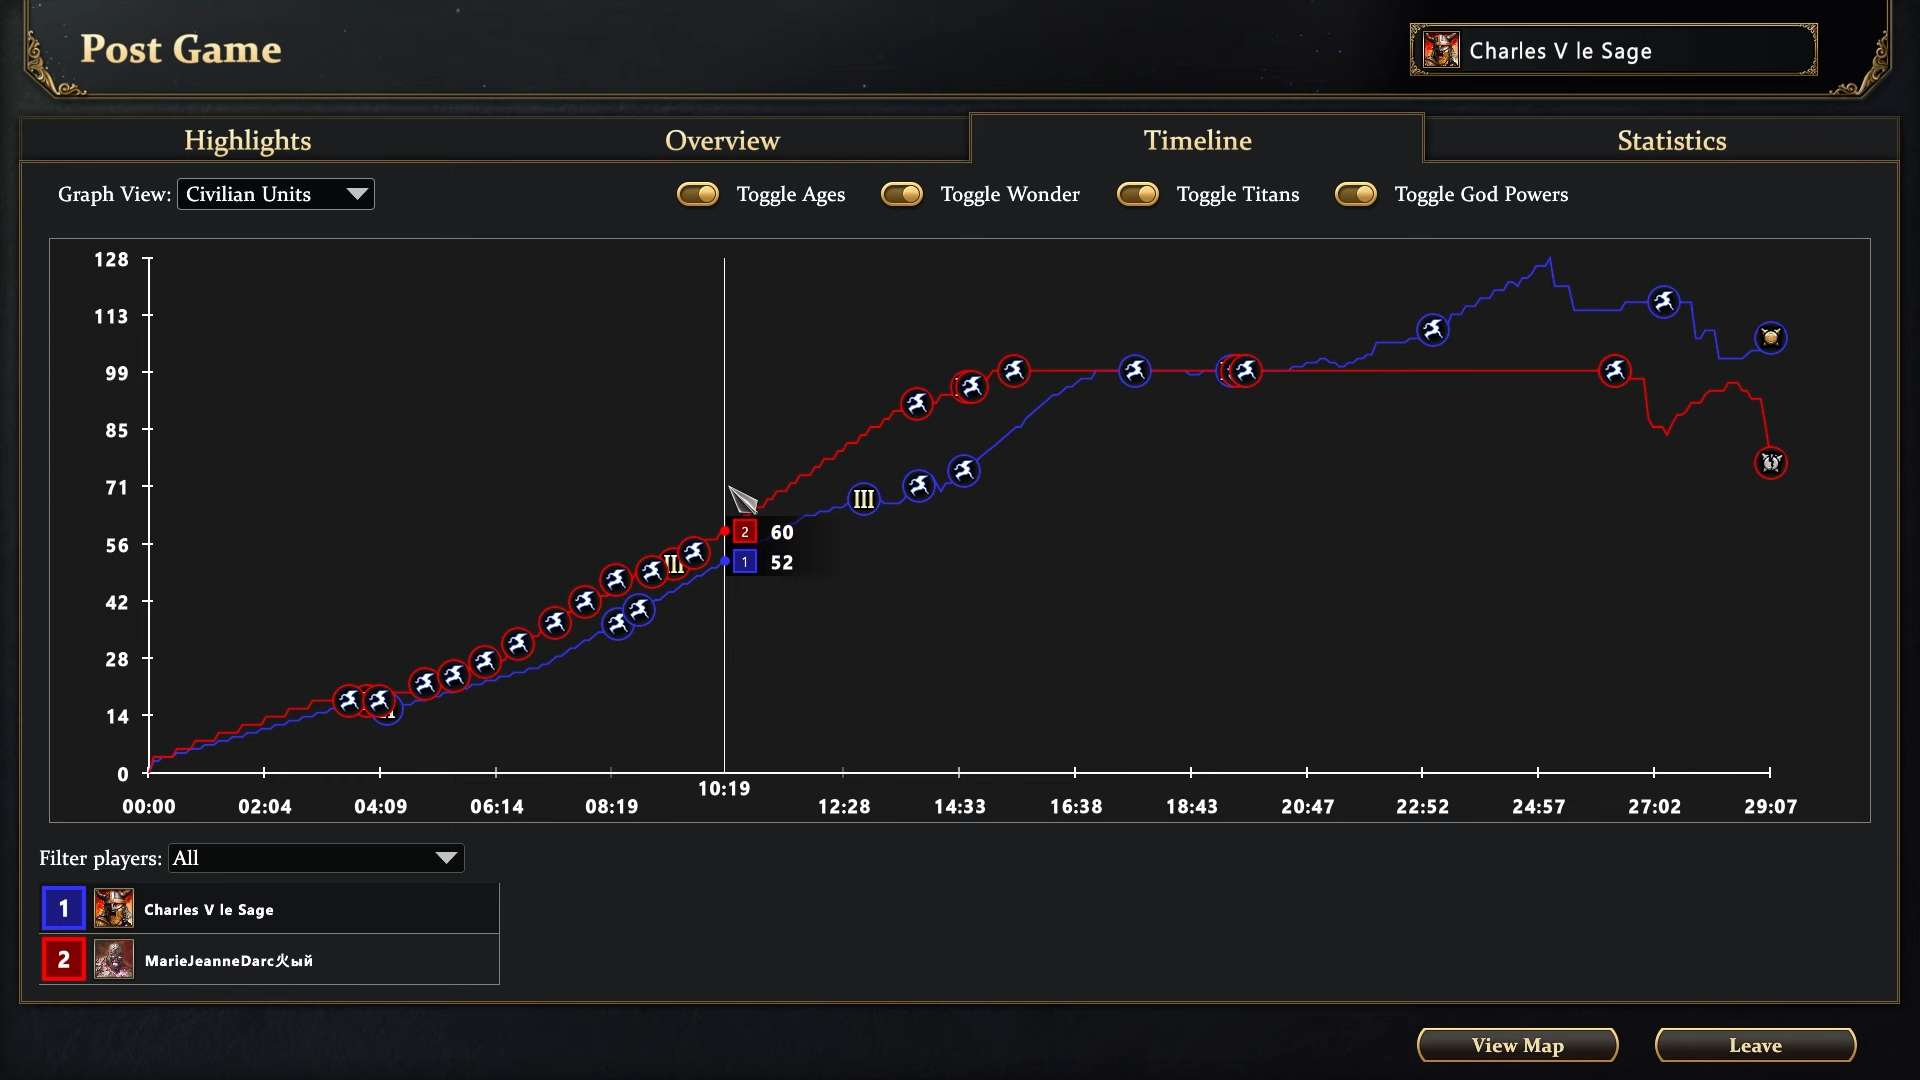 Post Game
Charles V le Sage
Highlights
Overview
Timeline
Statistics
Graph View: Civilian Units
Toggle Ages
Toggle Wonder
Toggle Titans
Toggle God Powers
128
113
99
85
71
56
42
28
14
0
III
III
2 60
1 52
10:19
00:00 02:04 04:09 06:14 08:19 12:28 14:33 16:38 18:43 20:47 22:52 24:57 27:02 29:07
Filter players: All
1 Charles V le Sage
2 MarieJeanneDarc火ый
View Map
Leave